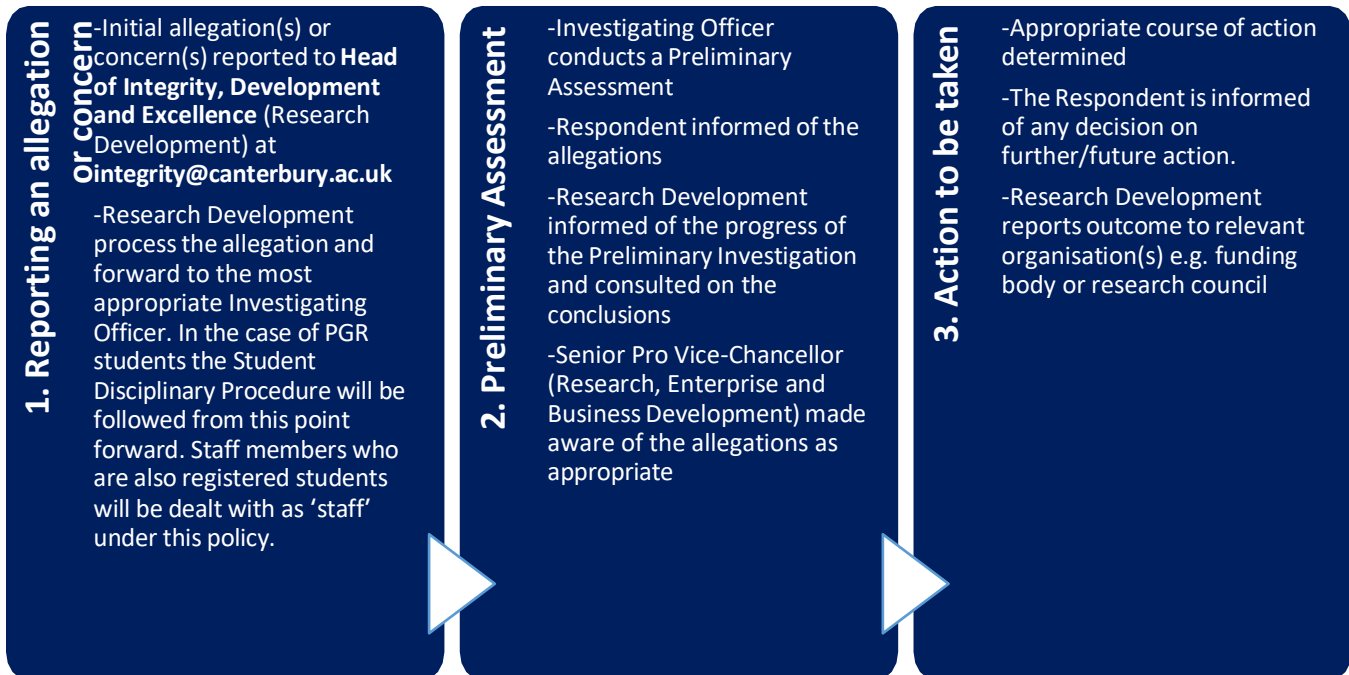 1. Reporting an allegation
Or concern
-Initial allegation(s) or
concern(s) reported to Head
of Integrity, Development
and Excellence (Research
Development) at
integrity@canterbury.ac.uk
-Research Development
process the allegation and
forward to the most
appropriate Investigating
Officer. In the case of PGR
students the Student
Disciplinary Procedure will be
followed from this point
forward. Staff members who
are also registered students
will be dealt with as ‘staff’
under this policy.
2. Preliminary Assessment
-Investigating Officer
conducts a Preliminary
Assessment
-Respondent informed of the
allegations
-Research Development
informed of the progress of
the Preliminary Investigation
and consulted on the
conclusions
-Senior Pro Vice-Chancellor
(Research, Enterprise and
Business Development) made
aware of the allegations as
appropriate
3. Action to be taken
-Appropriate course of action
determined
-The Respondent is informed
of any decision on
further/future action.
-Research Development
reports outcome to relevant
organisation(s) e.g. funding
body or research council